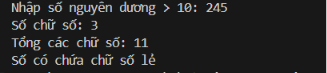 Nhập số nguyên dương > 10: 245
Số chữ số: 3
Tổng các chữ số: 11
Số có chứa chữ số lẻ